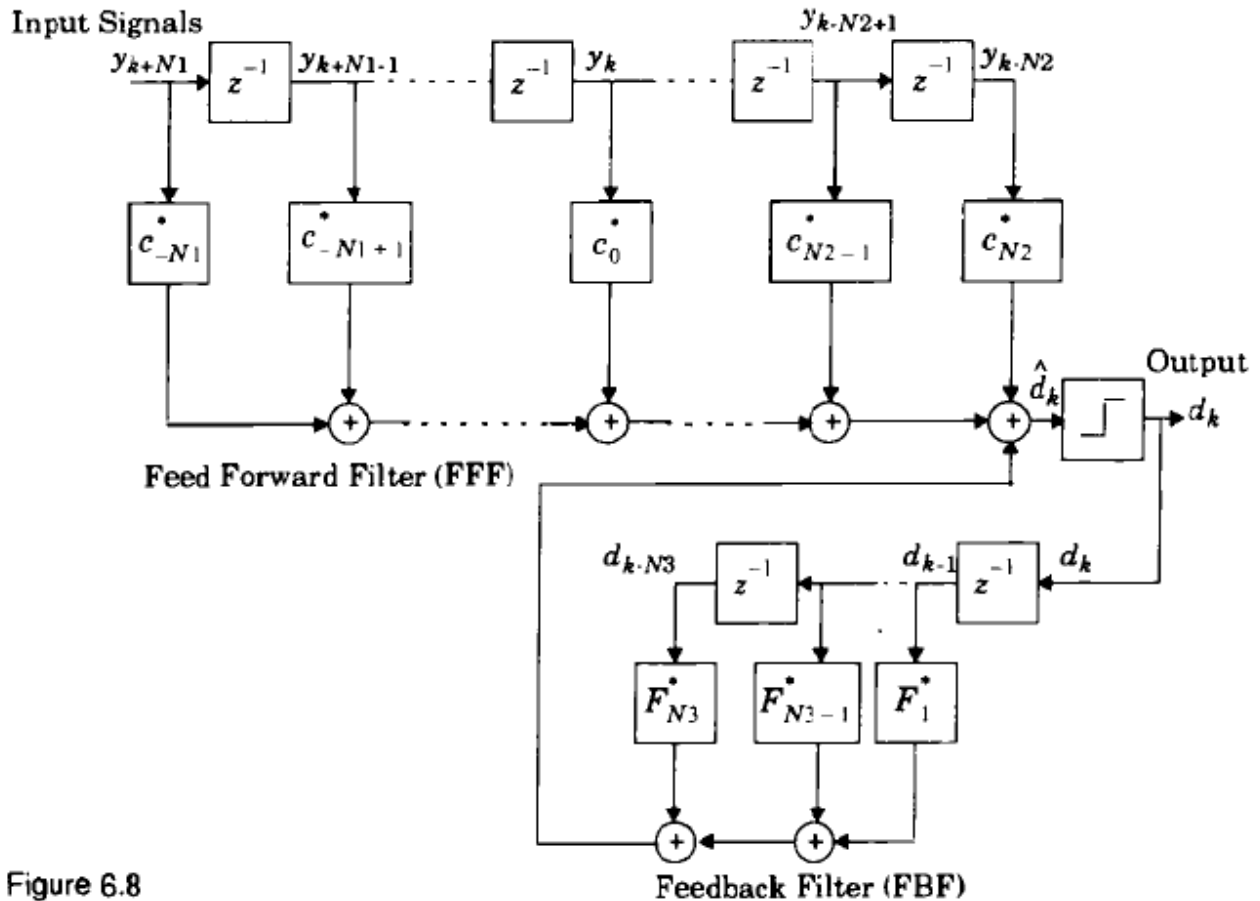 Input Signals
y_{k+N1} z^{-1} y_{k+N1-1} z^{-1} y_k z^{-1} y_{k-N2+1} z^{-1} y_{k-N2}
c^*_{-N1} c^*_{-N1+1} c^*_0 c^*_{N2-1} c^*_{N2}
+ + + + \hat{d}_k Output d_k
Feed Forward Filter (FFF)
d_{k-N3} z^{-1} d_{k-1} z^{-1} d_k
F^*_{N3} F^*_{N3-1} F^*_1
+ +
Figure 6.8
Feedback Filter (FBF)